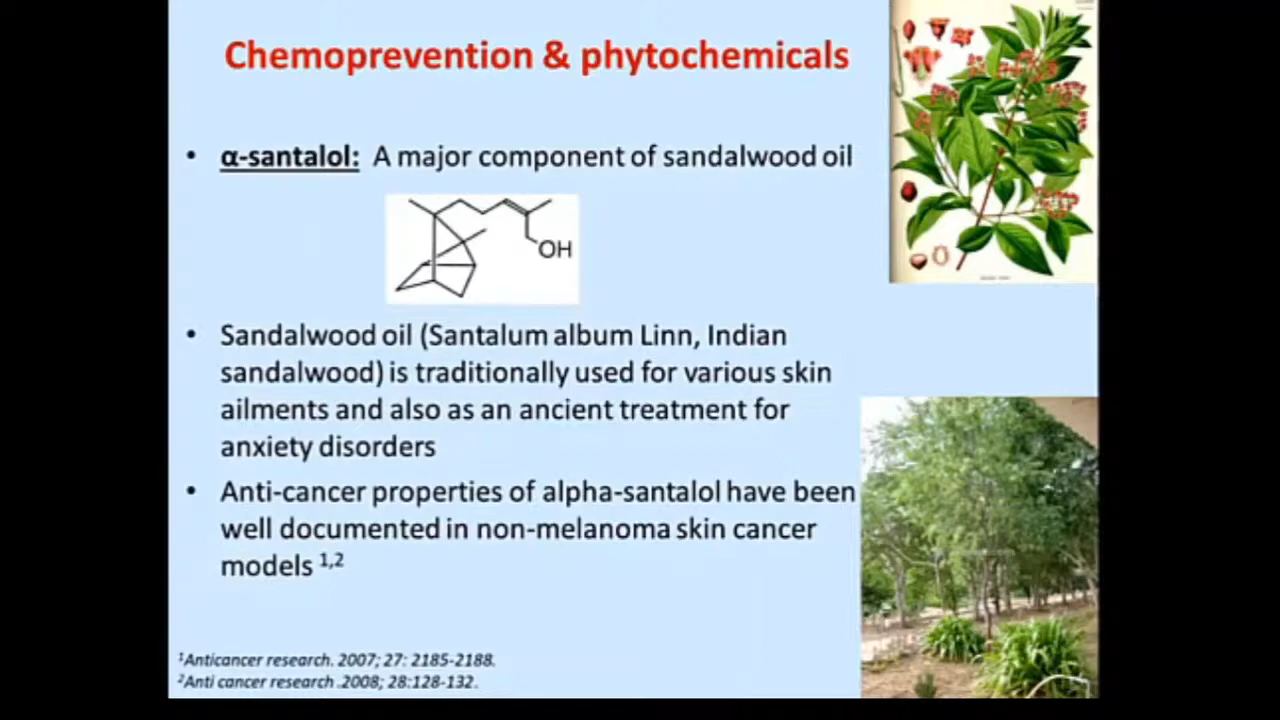 Chemoprevention & phytochemicals
• α-santalol: A major component of sandalwood oil
OH
• Sandalwood oil (Santalum album Linn, Indian
sandalwood) is traditionally used for various skin
ailments and also as an ancient treatment for
anxiety disorders
• Anti-cancer properties of alpha-santalol have been
well documented in non-melanoma skin cancer
models 1,2
1Anticancer research. 2007; 27: 2185-2188.
2Anti cancer research .2008; 28:128-132.